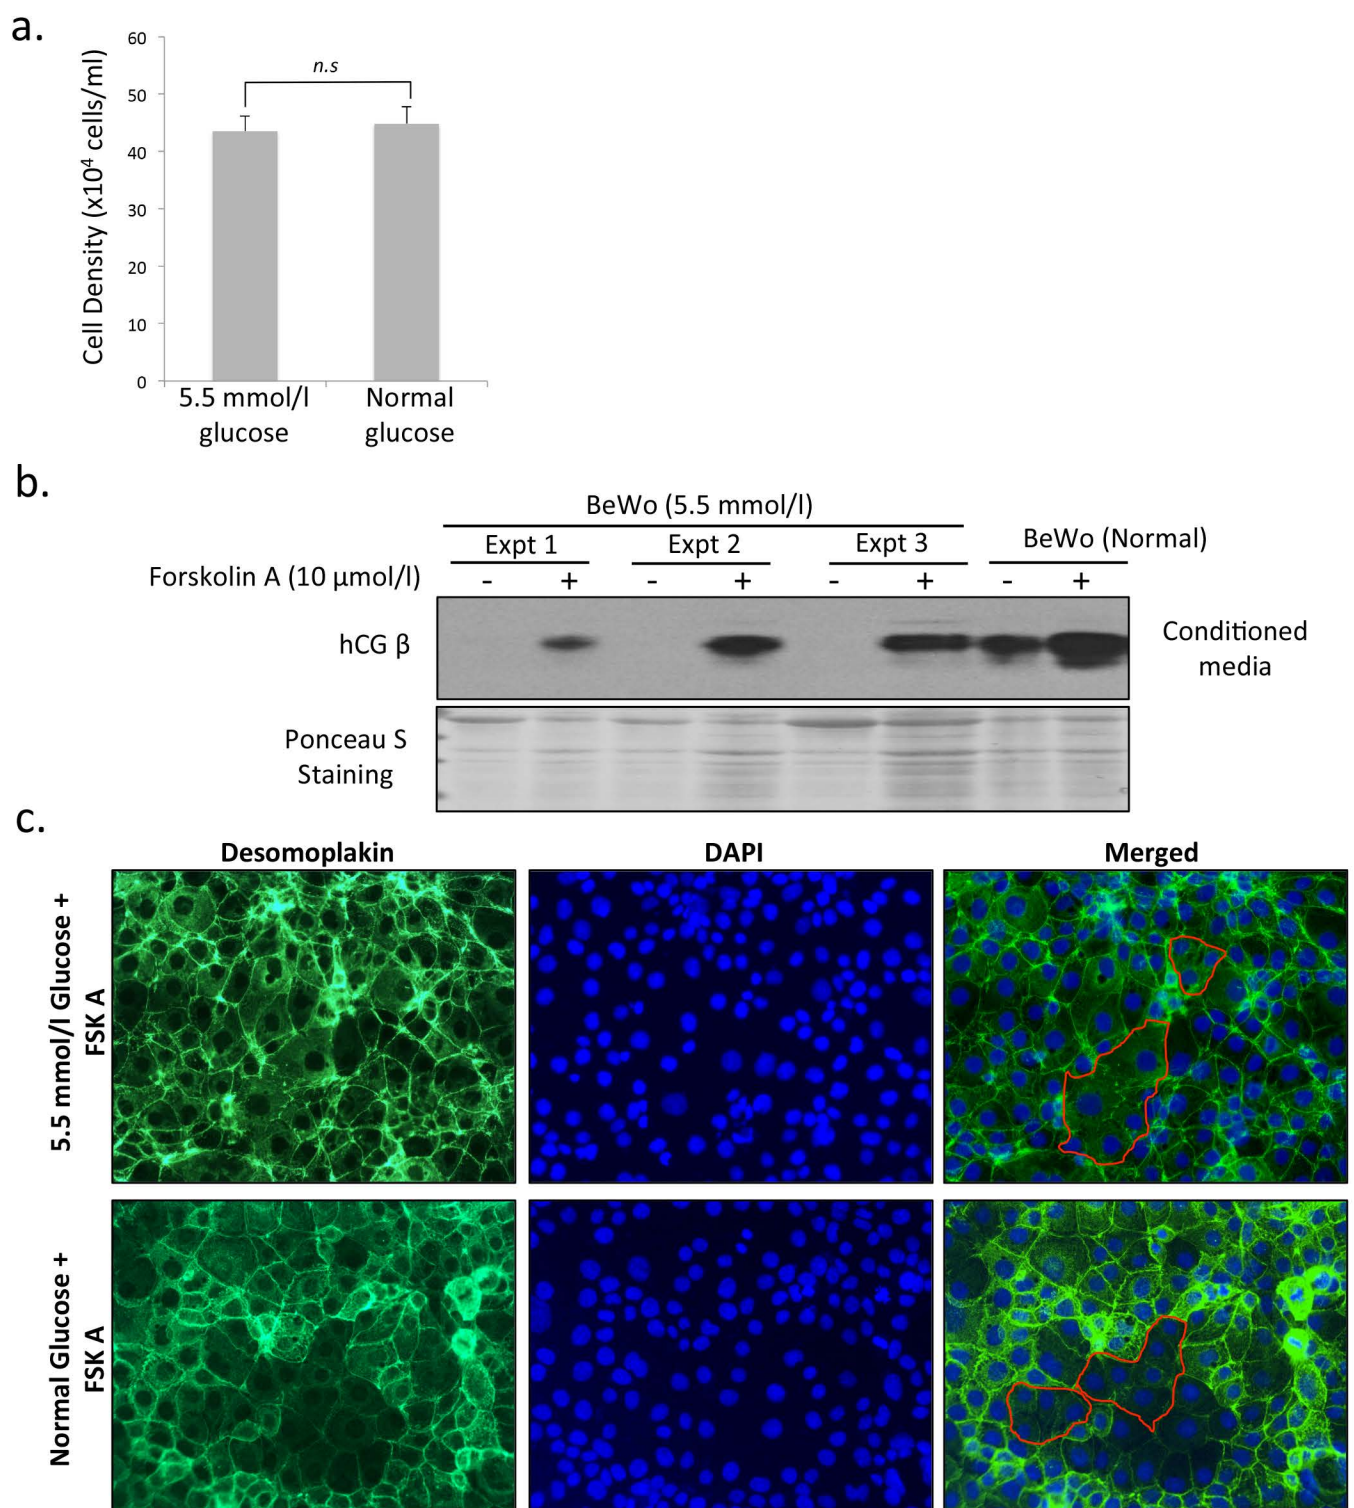 a.
60
50
40
30
20
10
0
Cell Density (x10⁴ cells/ml)
n.s
5.5 mmol/l
glucose
Normal
glucose
b.
BeWo (5.5 mmol/l)
Expt 1
Expt 2
Expt 3
BeWo (Normal)
Forskolin A (10 µmol/l)
- + - + - + - +
hCG β
Conditioned
media
Ponceau S
Staining
c.
Desomoplakin
DAPI
Merged
5.5 mmol/l Glucose +
FSK A
Normal Glucose +
FSK A